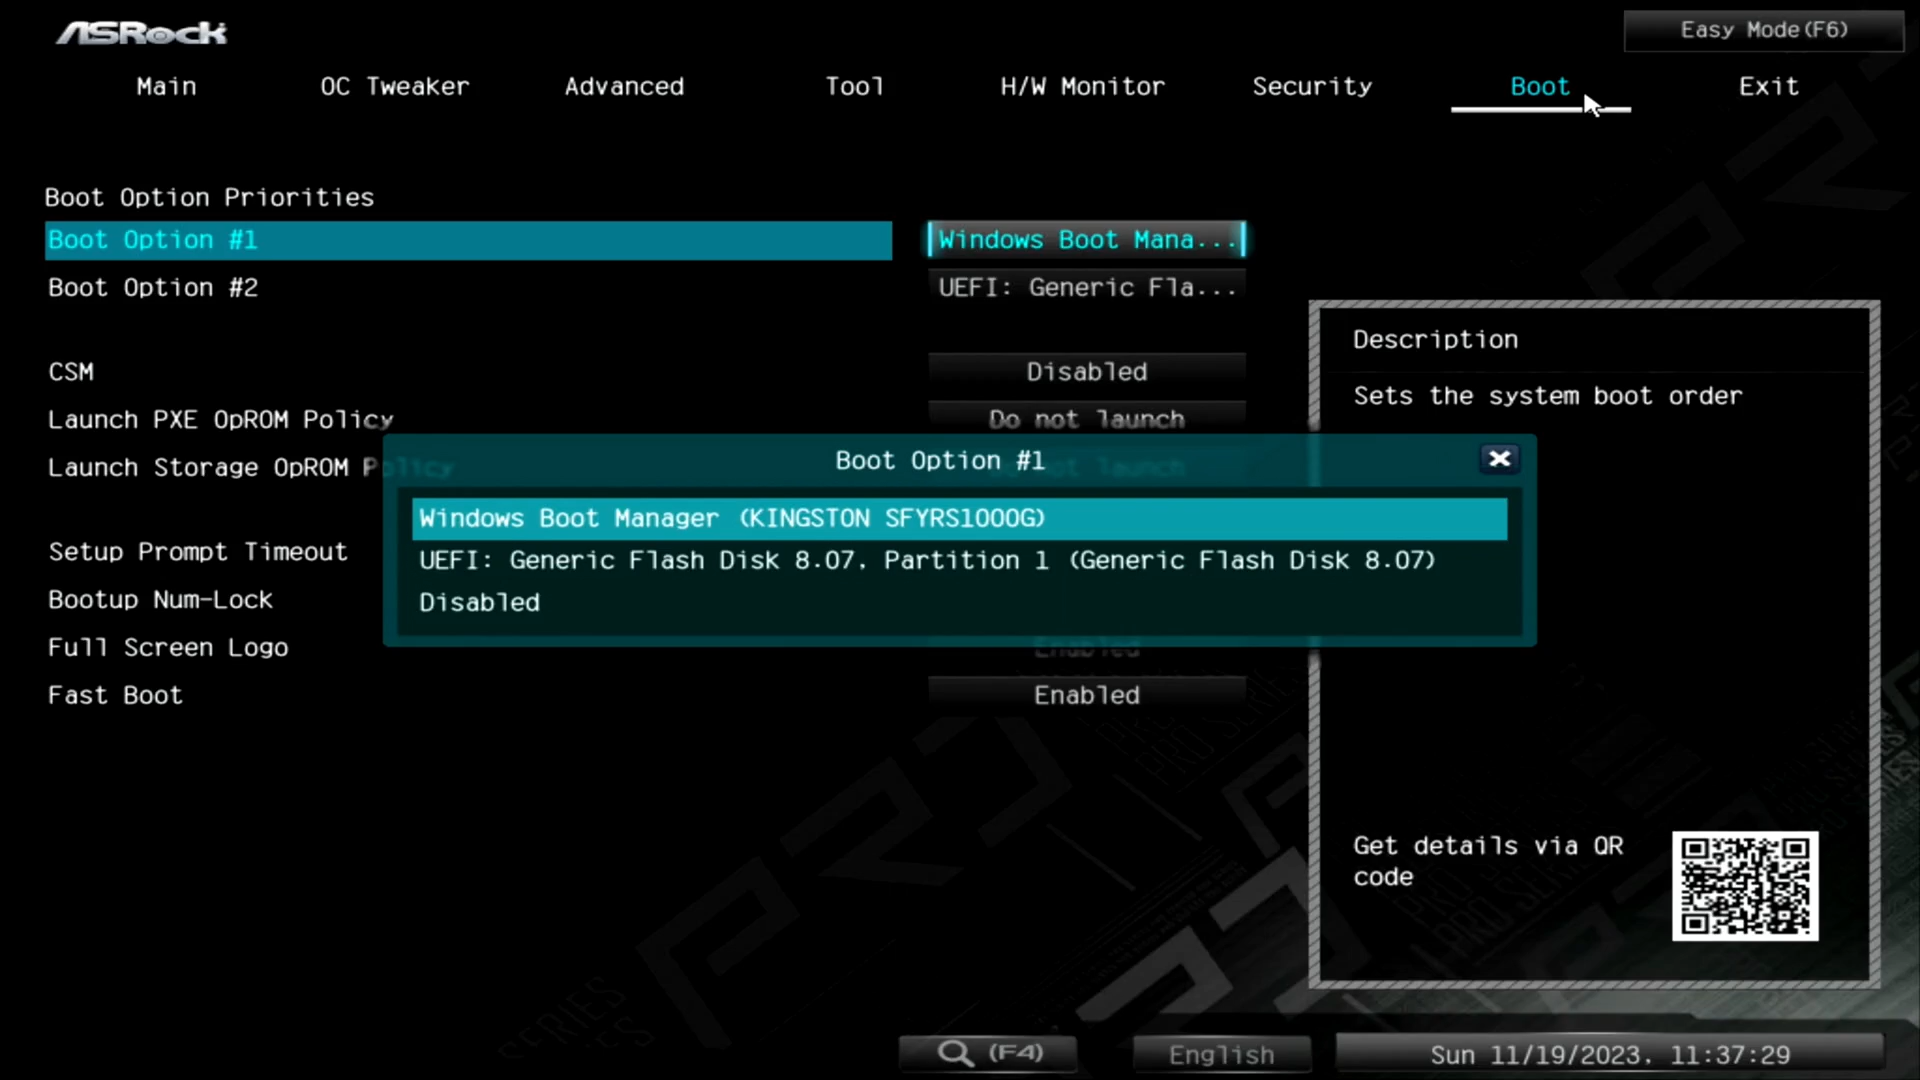 ASRock
Easy Mode(F6)
Main OC Tweaker Advanced Tool H/W Monitor Security Boot Exit
Boot Option Priorities
Boot Option #1 Windows Boot Mana...
Boot Option #2 UEFI: Generic Fla...
CSM Disabled
Launch PXE OpROM Policy Do not launch
Launch Storage OpROM Policy not launch
Setup Prompt Timeout
Bootup Num-Lock
Full Screen Logo Enabled
Fast Boot Enabled
Boot Option #1
Windows Boot Manager (KINGSTON SFYRS1000G)
UEFI: Generic Flash Disk 8.07, Partition 1 (Generic Flash Disk 8.07)
Disabled
Description
Sets the system boot order
Get details via QR
code
(F4) English Sun 11/19/2023, 11:37:29